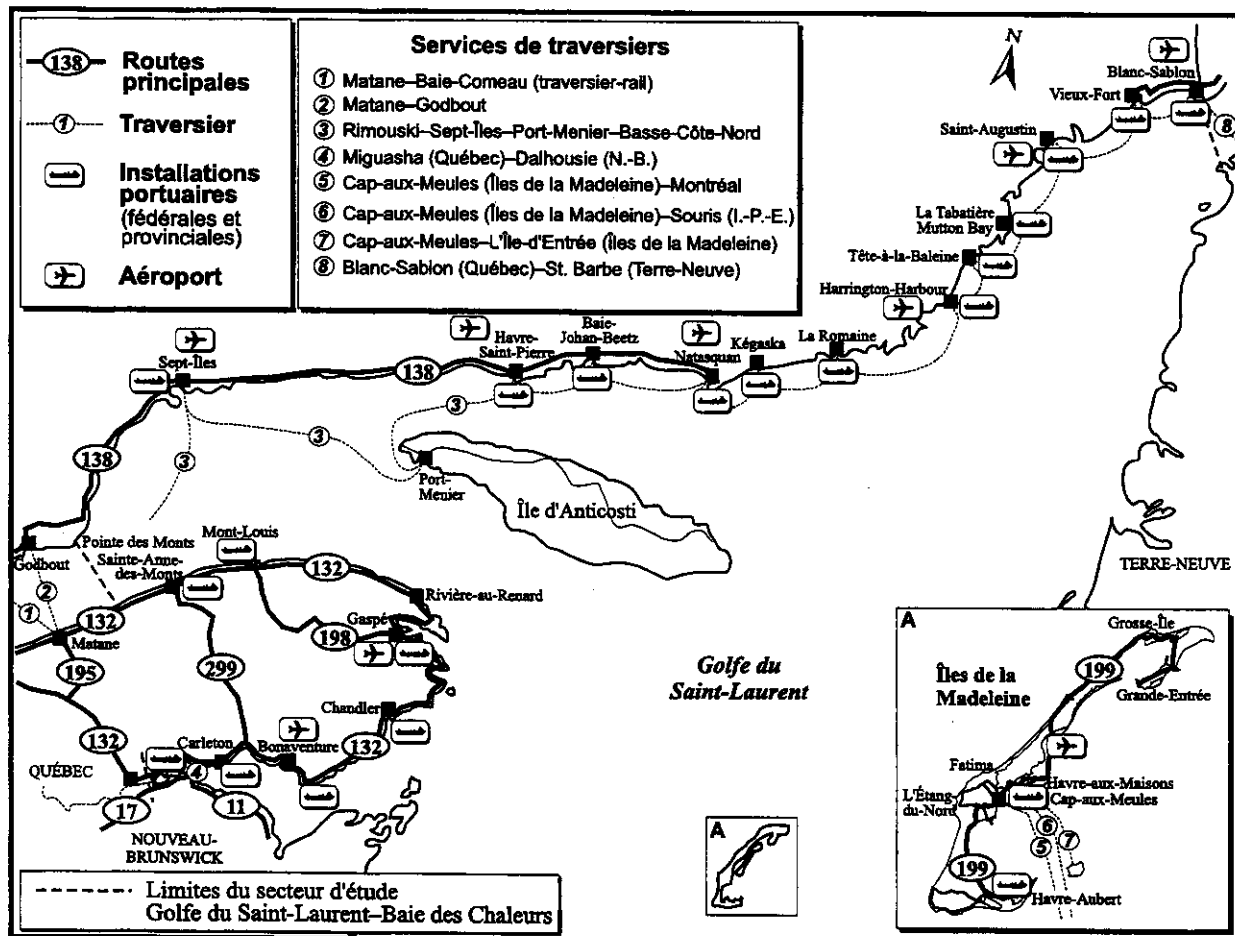 138
Routes
principales
1
Traversier
Installations
portuaires
(fédérales et
provinciales)
Aéroport
Services de traversiers
1 Matane–Baie-Comeau (traversier-rail)
2 Matane–Godbout
3 Rimouski–Sept-Îles–Port-Menier–Basse-Côte-Nord
4 Miguasha (Québec)–Dalhousie (N.-B.)
5 Cap-aux-Meules (Îles de la Madeleine)–Montréal
6 Cap-aux-Meules (Îles de la Madeleine)–Souris (I.-P.-E.)
7 Cap-aux-Meules–L'Île-d'Entrée (Îles de la Madeleine)
8 Blanc-Sablon (Québec)–St. Barbe (Terre-Neuve)
N
Blanc-Sablon
Vieux-Fort
8
Saint-Augustin
La Tabatière
Mutton Bay
Tête-à-la-Baleine
Harrington-Harbour
La Romaine
Kégaska
Natasquan
Baie-
Johan-Beetz
Havre-
Saint-Pierre
138
Sept-Îles
3
3
3
138
Port-
Menier
Île d'Anticosti
Godbout
Pointe des Monts
Sainte-Anne-
des-Monts
Mont-Louis
132
Rivière-au-Renard
2
1
132
Matane
Gaspé
198
195
299
Chandler
132
Carleton
Bonaventure
132
QUÉBEC
4
17
11
NOUVEAU-
BRUNSWICK
Golfe du
Saint-Laurent
TERRE-NEUVE
A
A
Grosse-Île
199
Îles de la
Madeleine
Grande-Entrée
Fatima
Havre-aux-Maisons
L'Étang-
du-Nord
Cap-aux-Meules
6
5
7
199
Havre-Aubert
Limites du secteur d'étude
Golfe du Saint-Laurent–Baie des Chaleurs